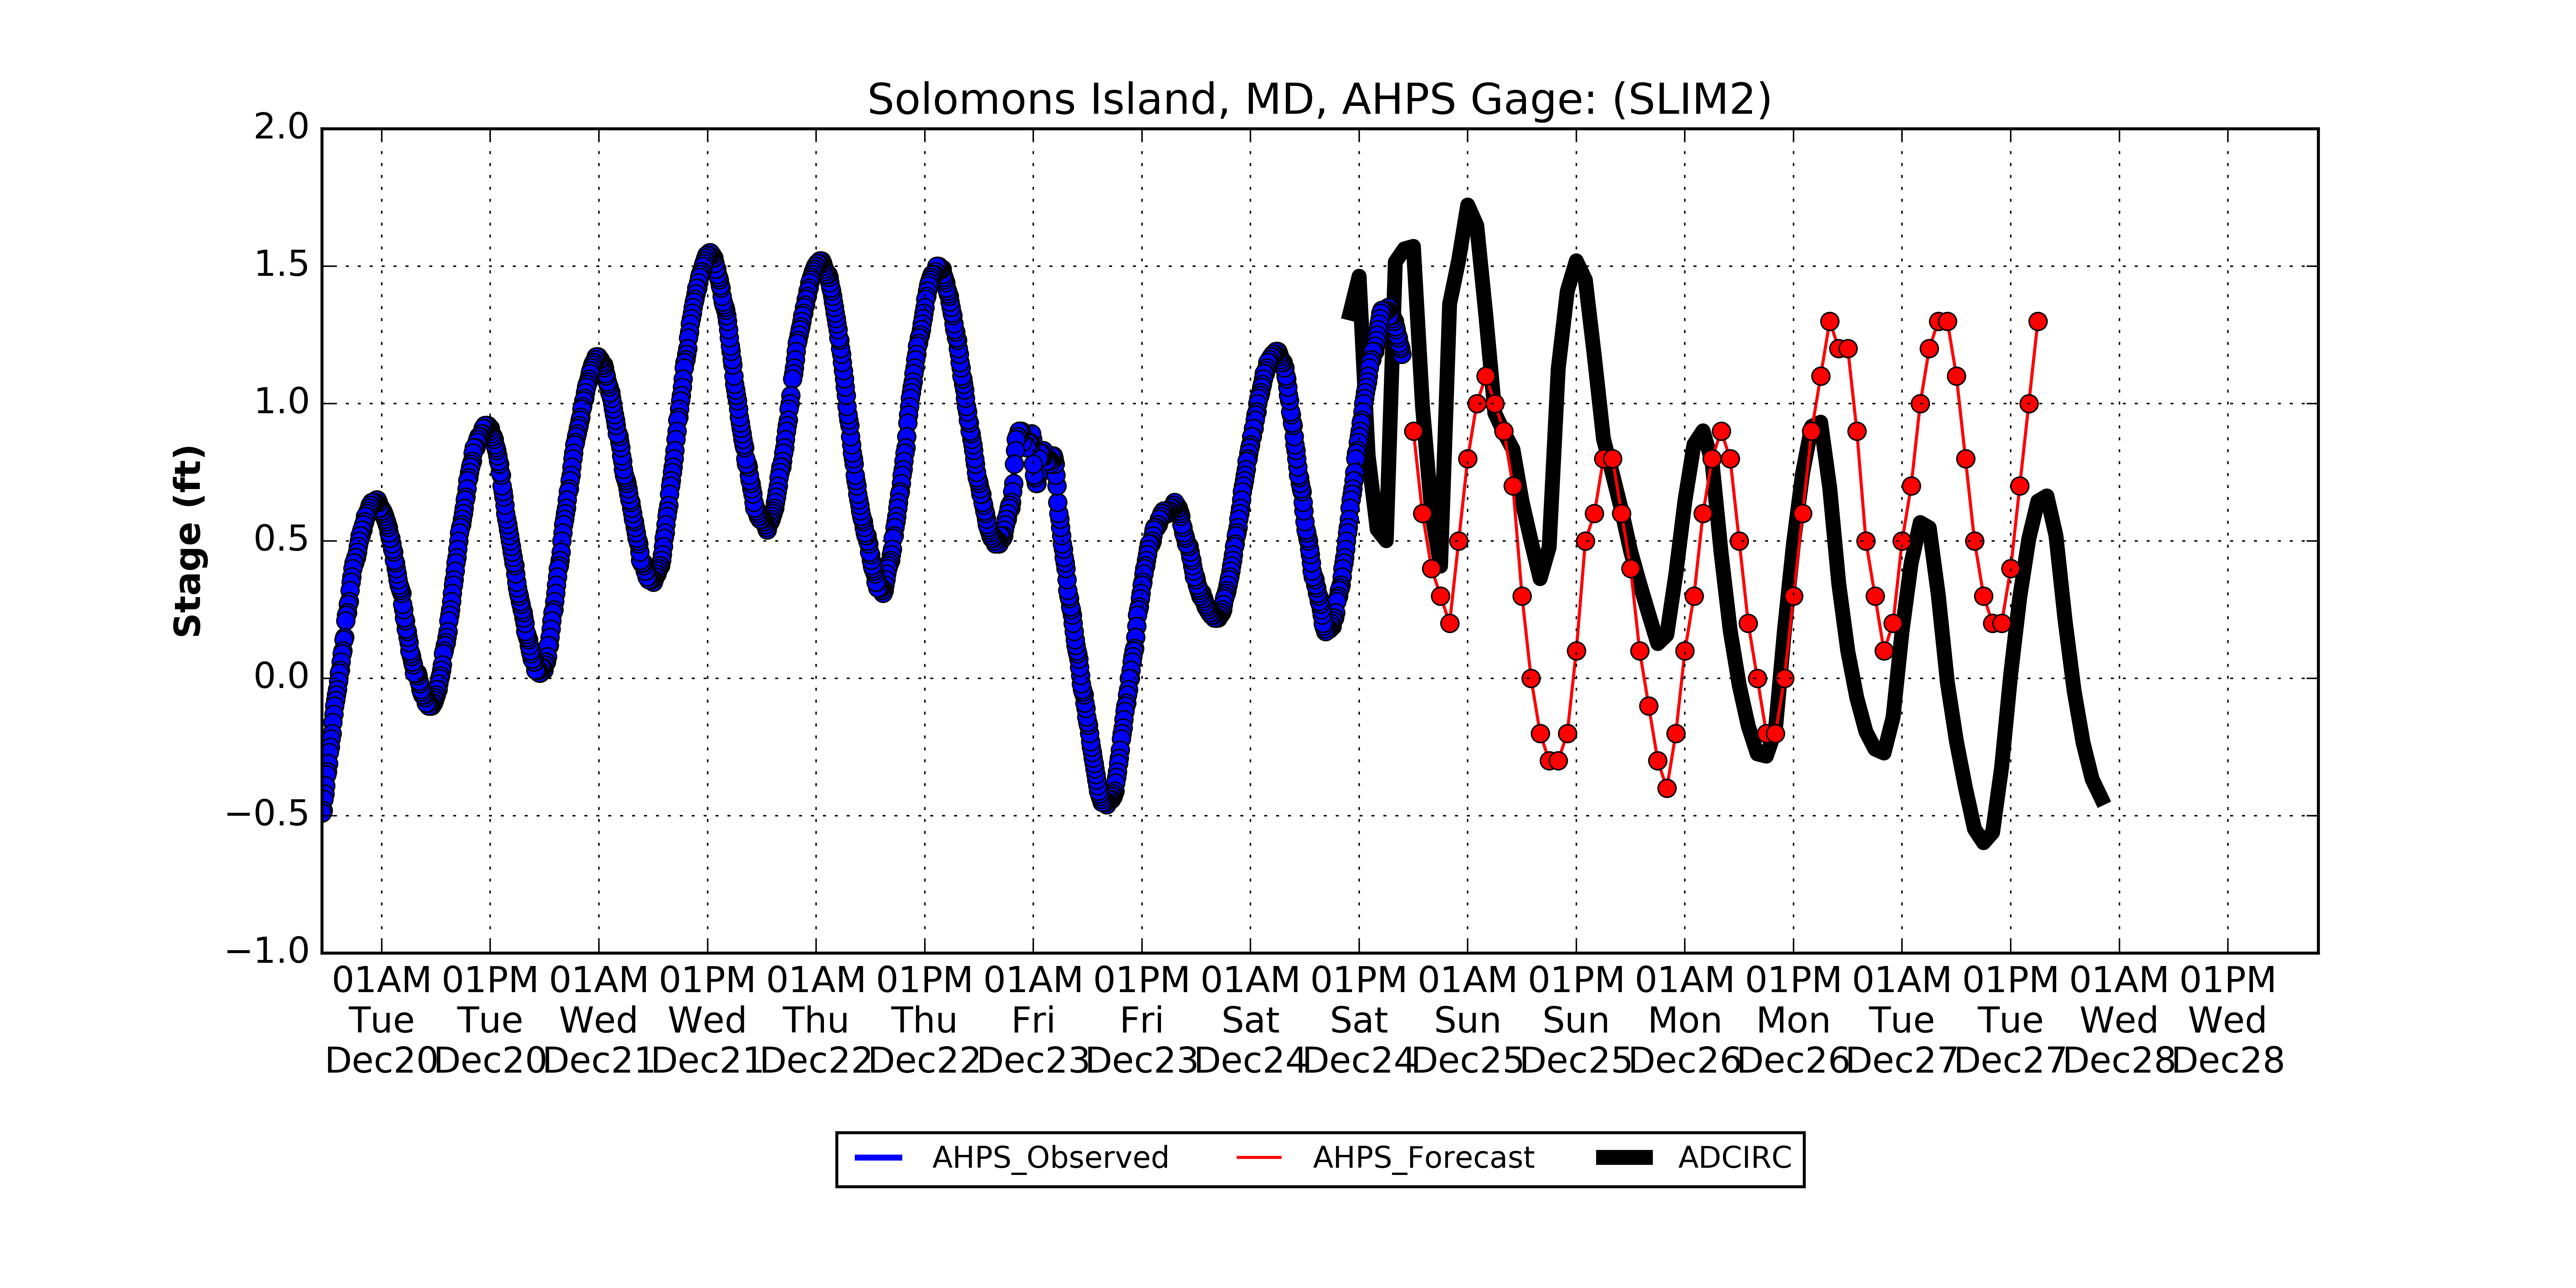 Solomons Island, MD, AHPS Gage: (SLIM2)
Stage (ft)
2.0
1.5
1.0
0.5
0.0
−0.5
−1.0
01AM 01PM 01AM 01PM 01AM 01PM 01AM 01PM 01AM 01PM 01AM 01PM 01AM 01PM 01AM 01PM 01AM 01PM
Tue Tue Wed Wed Thu Thu Fri Fri Sat Sat Sun Sun Mon Mon Tue Tue Wed Wed
Dec20 Dec20 Dec21 Dec21 Dec22 Dec22 Dec23 Dec23 Dec24 Dec24 Dec25 Dec25 Dec26 Dec26 Dec27 Dec27 Dec28 Dec28
AHPS_Observed AHPS_Forecast ADCIRC